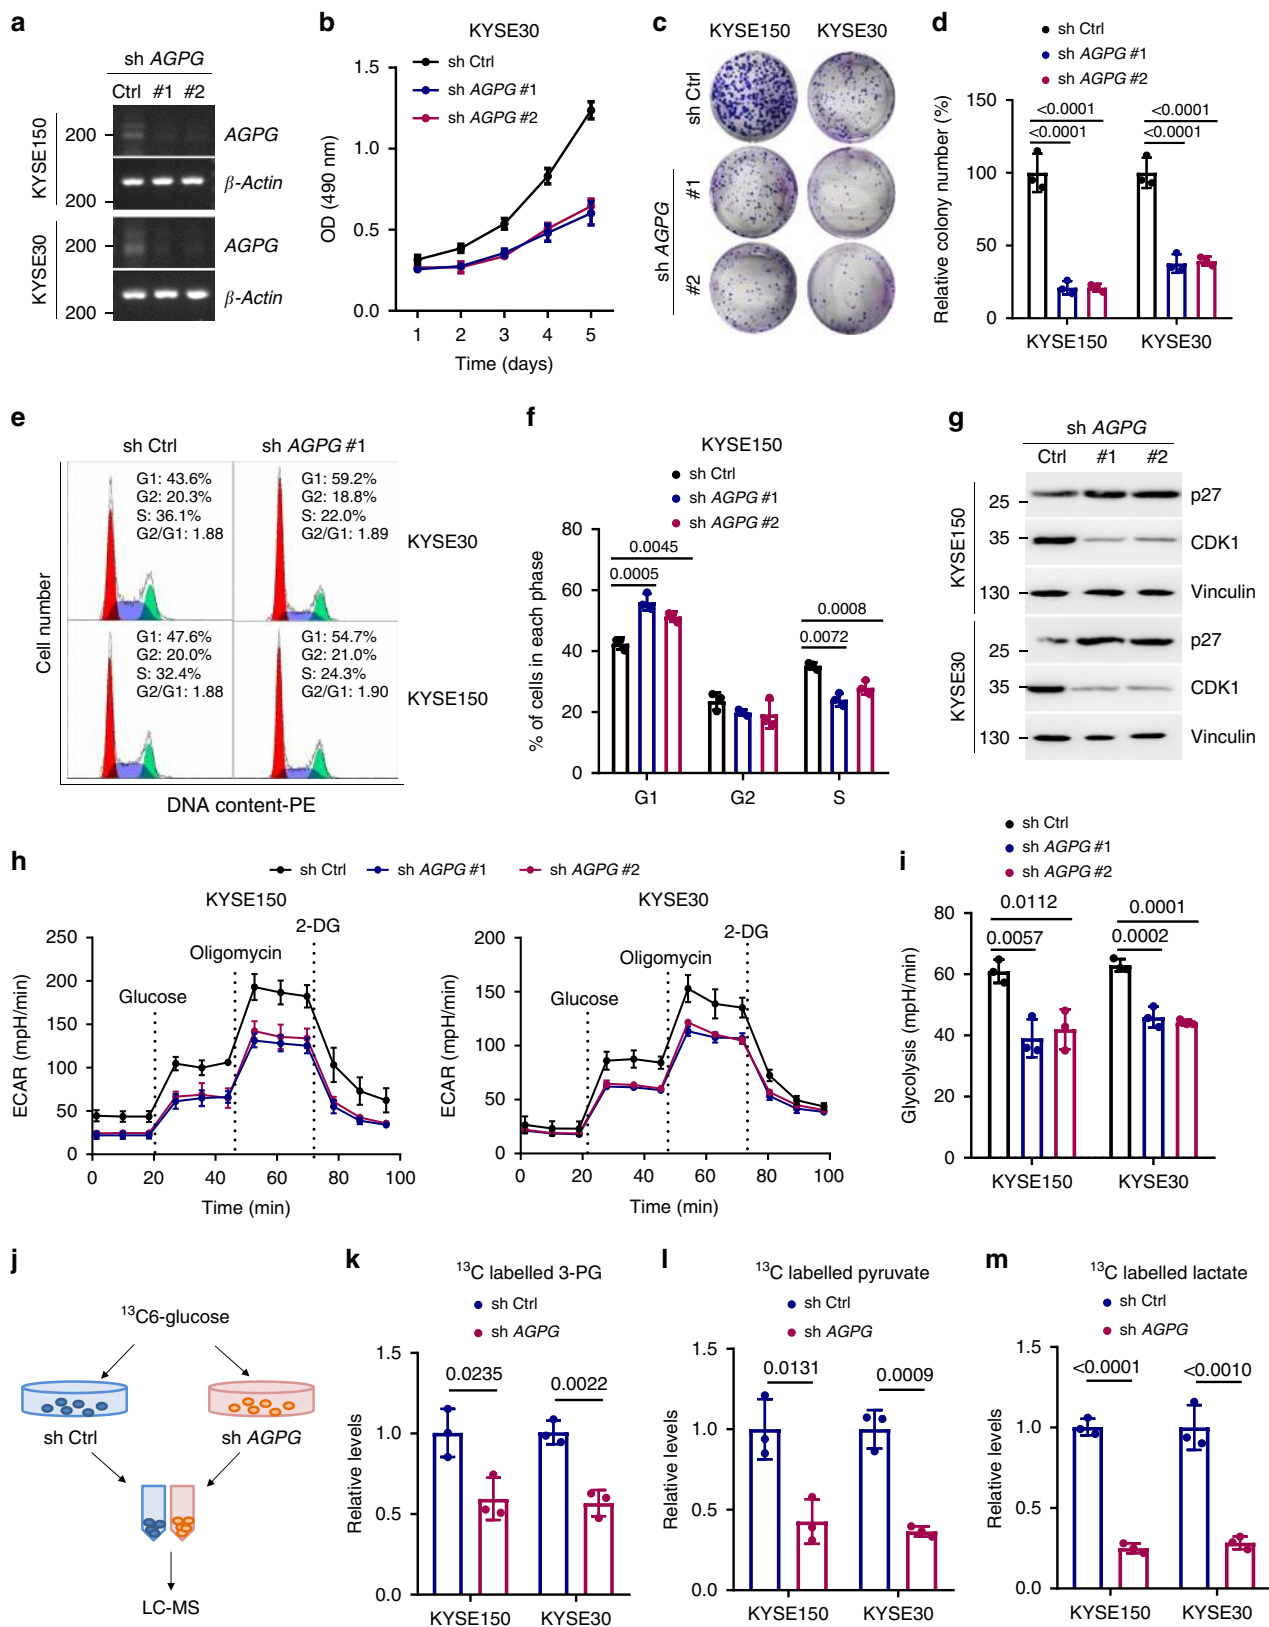 a
sh AGPG
Ctrl #1 #2
KYSE150
200
AGPG
β-Actin
200
KYSE30
200
AGPG
β-Actin
200
b
KYSE30
sh Ctrl
sh AGPG #1
sh AGPG #2
OD (490 nm)
1.5
1.0
0.5
0.0
1 2 3 4 5
Time (days)
c
KYSE150 KYSE30
sh Ctrl
#1
sh AGPG
#2
d
sh Ctrl
sh AGPG #1
sh AGPG #2
Relative colony number (%)
150
100
50
0
<0.0001 <0.0001
<0.0001 <0.0001
KYSE150 KYSE30
e
sh Ctrl sh AGPG #1
Cell number
G1: 43.6%
G2: 20.3%
S: 36.1%
G2/G1: 1.88
G1: 59.2%
G2: 18.8%
S: 22.0%
G2/G1: 1.89
KYSE30
G1: 47.6%
G2: 20.0%
S: 32.4%
G2/G1: 1.88
G1: 54.7%
G2: 21.0%
S: 24.3%
G2/G1: 1.90
KYSE150
DNA content-PE
f
KYSE150
sh Ctrl
sh AGPG #1
sh AGPG #2
% of cells in each phase
80
60
40
20
0
0.0045
0.0005
0.0008
0.0072
G1 G2 S
g
sh AGPG
Ctrl #1 #2
KYSE150
25 p27
35 CDK1
130 Vinculin
KYSE30
25 p27
35 CDK1
130 Vinculin
h
sh Ctrl sh AGPG #1 sh AGPG #2
KYSE150
ECAR (mpH/min)
250
200
150
100
50
0
Glucose
Oligomycin
2-DG
0 20 40 60 80 100
Time (min)
KYSE30
ECAR (mpH/min)
200
150
100
50
0
Glucose
Oligomycin
2-DG
0 20 40 60 80 100
Time (min)
i
sh Ctrl
sh AGPG #1
sh AGPG #2
Glycolysis (mpH/min)
80
60
40
20
0
0.0112
0.0057
0.0001
0.0002
KYSE150 KYSE30
j
¹³C6-glucose
sh Ctrl sh AGPG
LC-MS
k
¹³C labelled 3-PG
sh Ctrl
sh AGPG
Relative levels
1.5
1.0
0.5
0.0
0.0235
0.0022
KYSE150 KYSE30
l
¹³C labelled pyruvate
sh Ctrl
sh AGPG
Relative levels
1.5
1.0
0.5
0.0
0.0131
0.0009
KYSE150 KYSE30
m
¹³C labelled lactate
sh Ctrl
sh AGPG
Relative levels
1.5
1.0
0.5
0.0
<0.0001 <0.0010
KYSE150 KYSE30